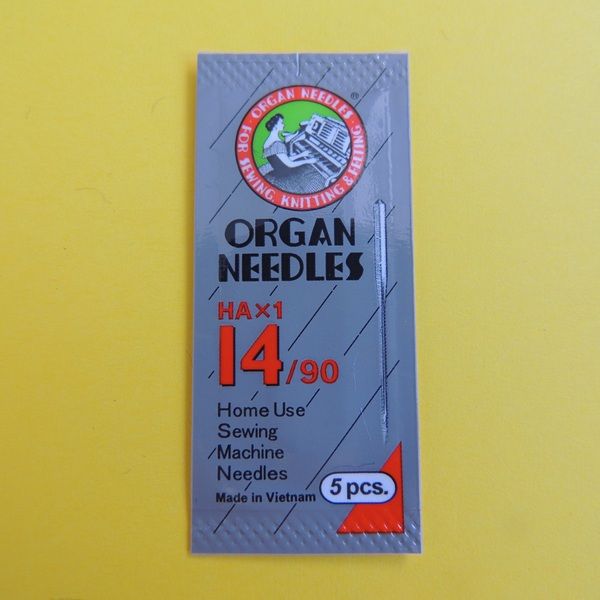 ORGAN NEEDLES ®
FOR SEWING, KNITTING & FELTING
ORGAN
NEEDLES
HA×1
14/90
Home Use
Sewing
Machine
Needles
Made in Vietnam
5 pcs.